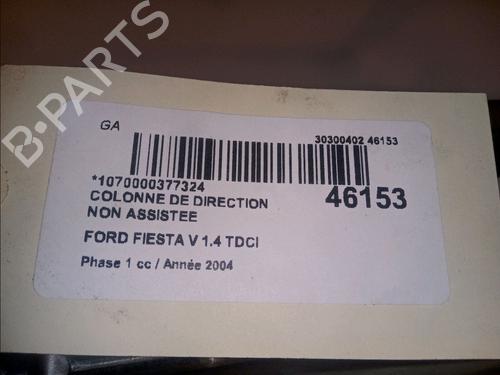 B-PARTS
GA
30300402 46153
*1070000377324
46153
COLONNE DE DIRECTION
NON ASSISTEE
FORD FIESTA V 1.4 TDCI
Phase 1 cc / Année 2004